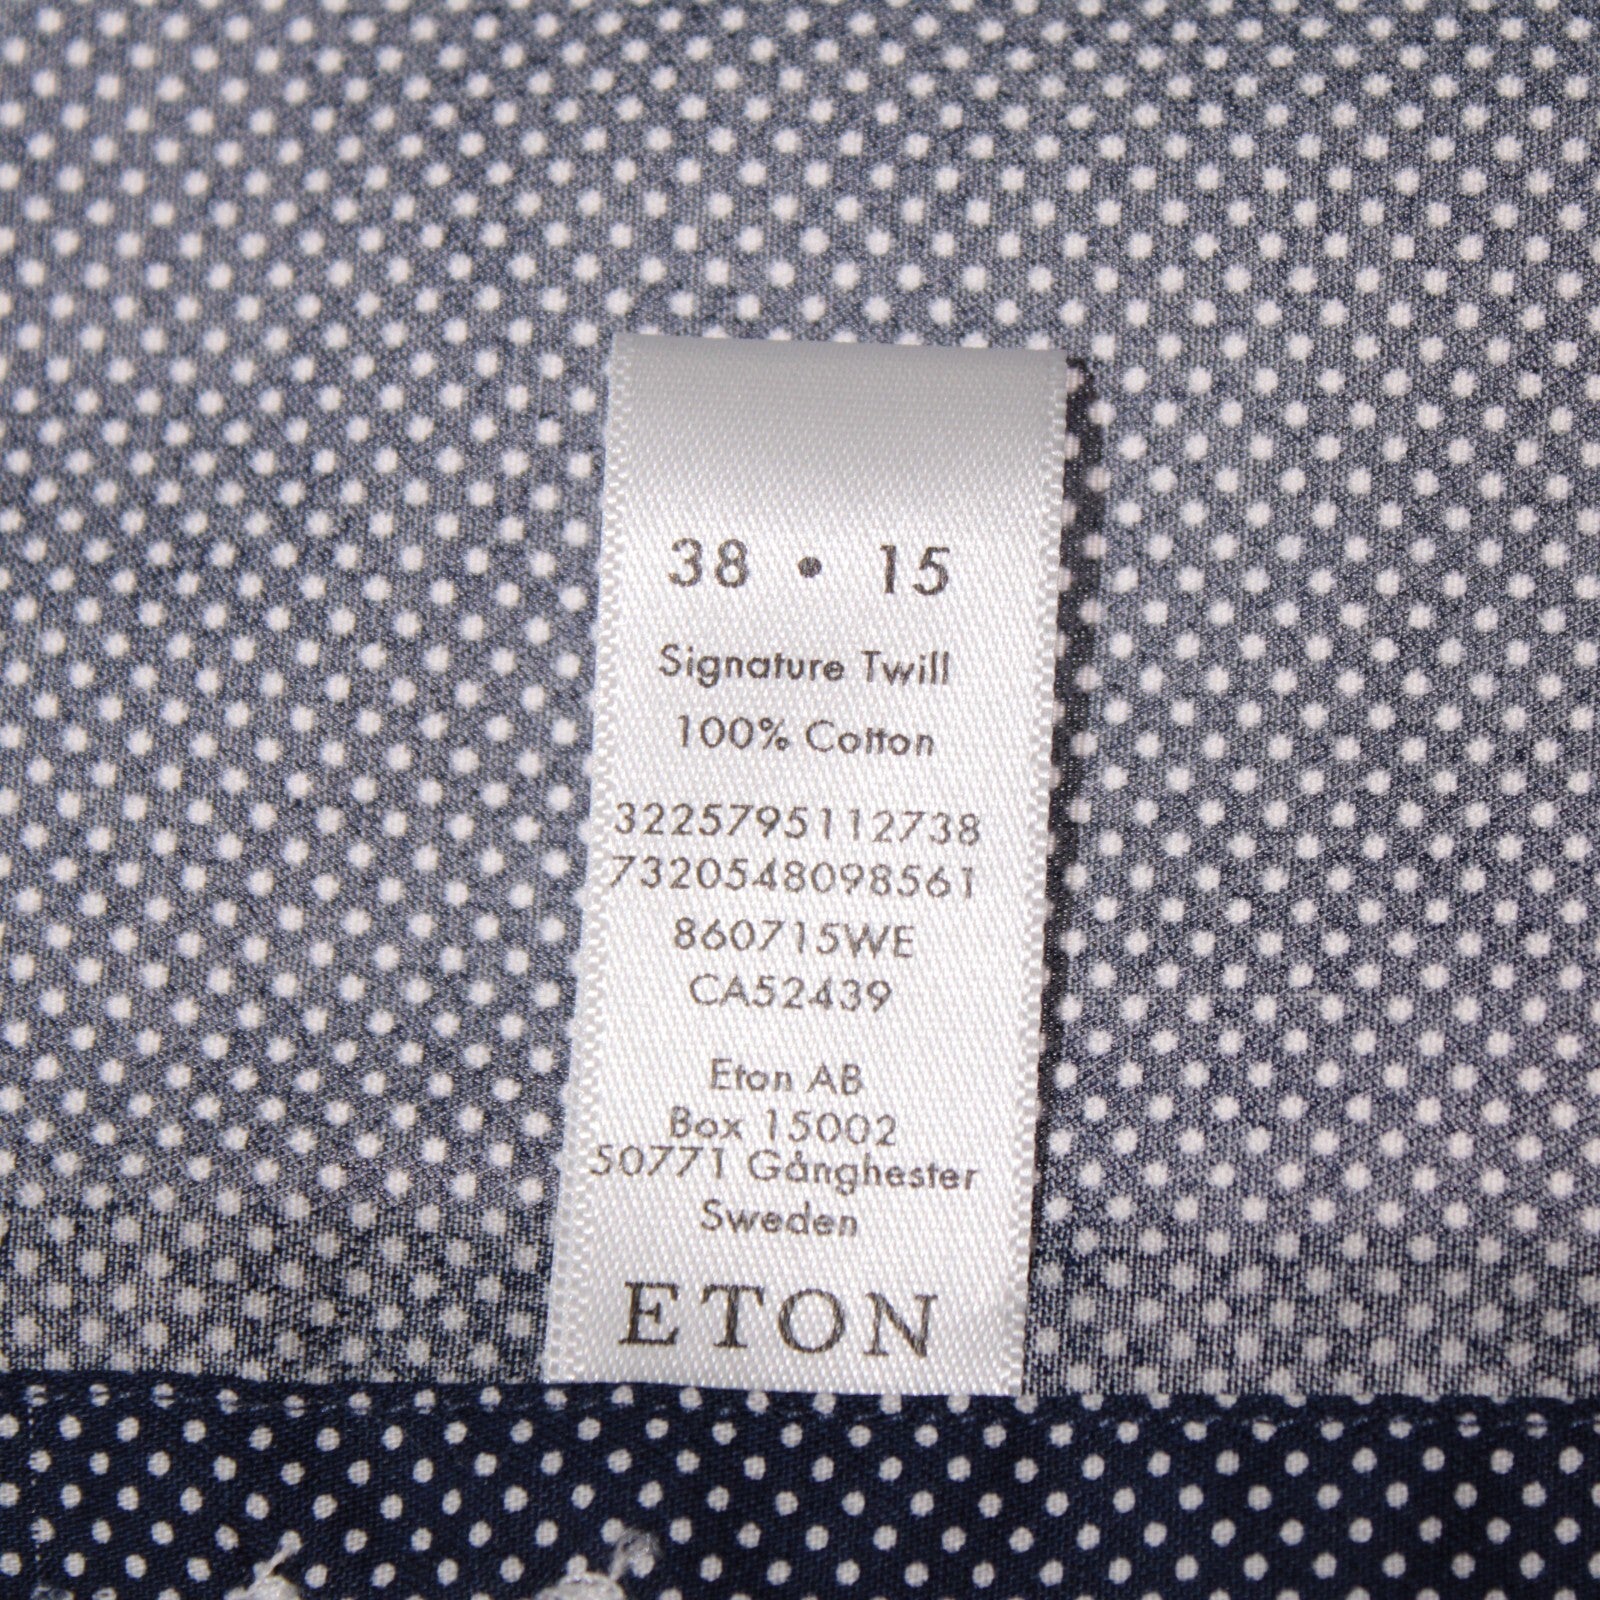 38 • 15
Signature Twill
100% Cotton
3225795112738
7320548098561
860715WE
CA52439
Eton AB
Box 15002
50771 Gånghester
Sweden
ETON